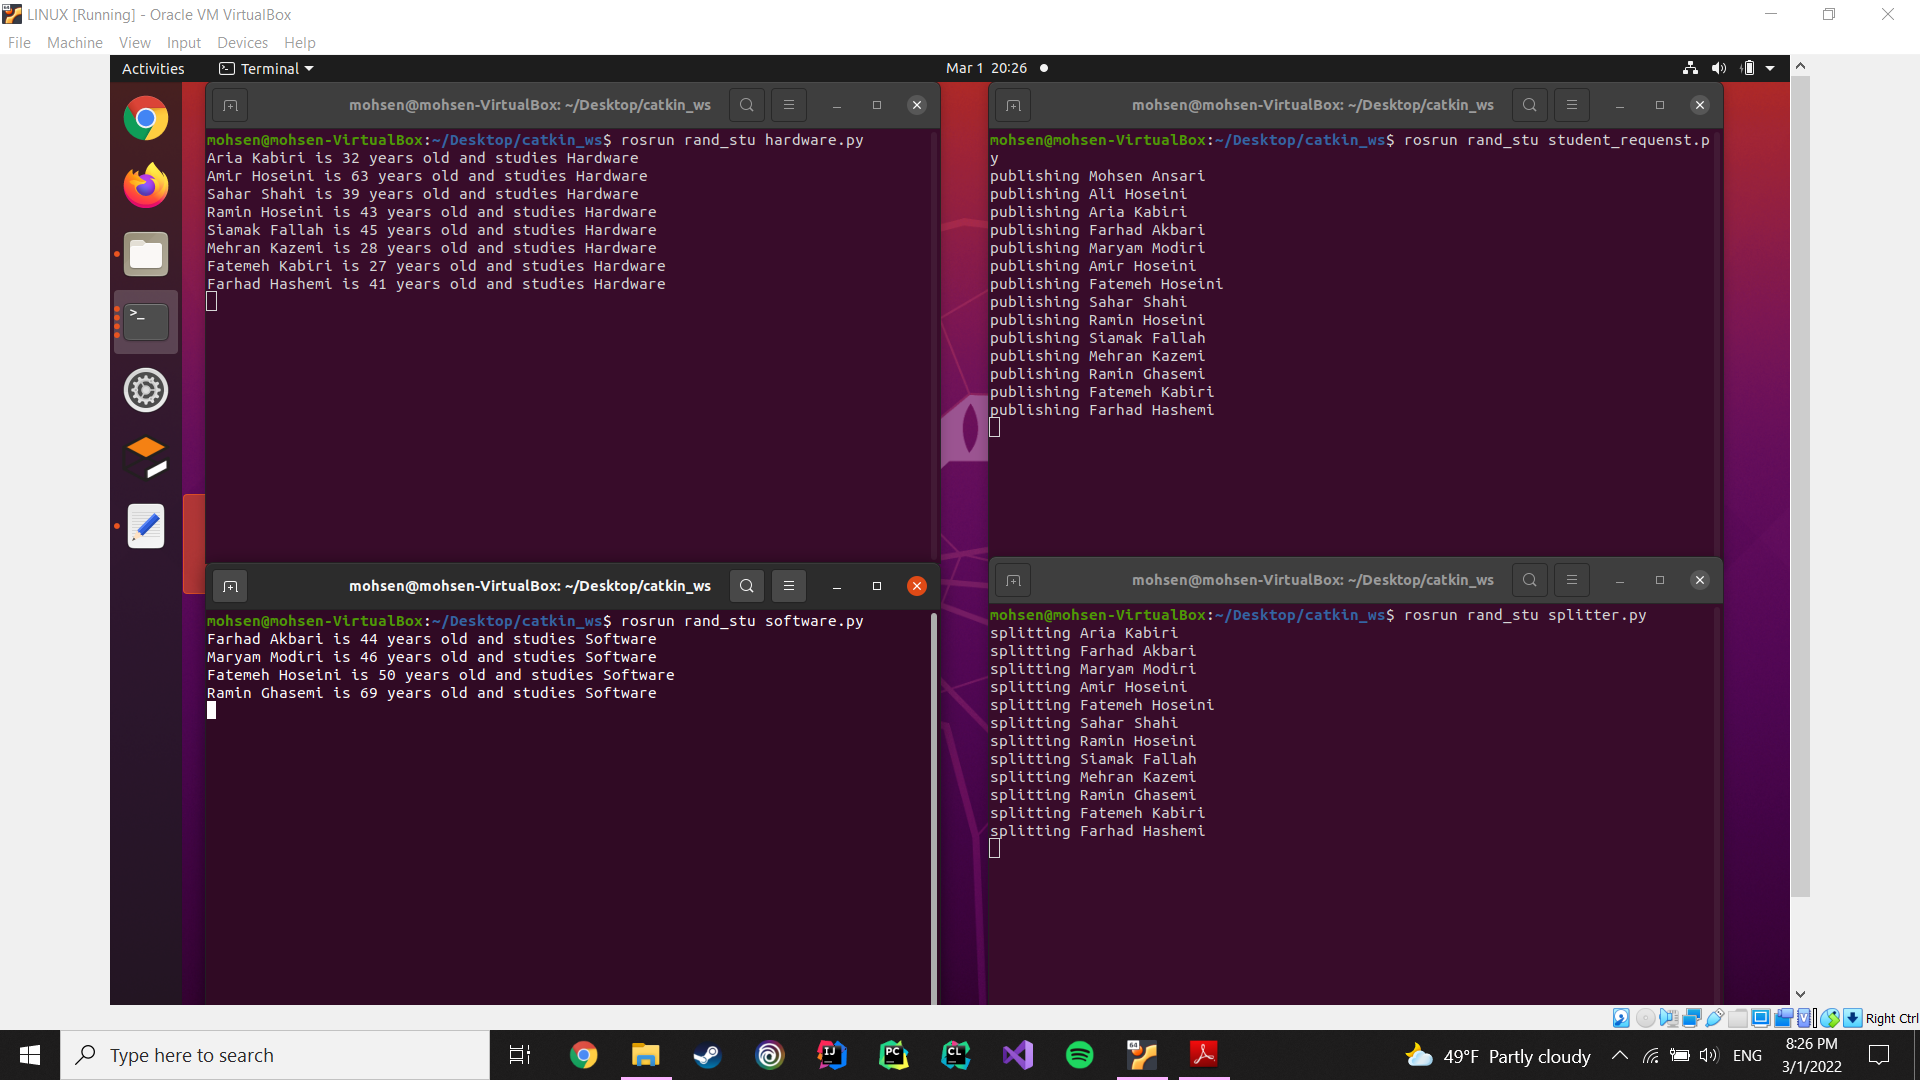 LINUX [Running] - Oracle VM VirtualBox
File Machine View Input Devices Help
Activities Terminal Mar 1 20:26
mohsen@mohsen-VirtualBox: ~/Desktop/catkin_ws
mohsen@mohsen-VirtualBox:~/Desktop/catkin_ws$ rosrun rand_stu hardware.py
Aria Kabiri is 32 years old and studies Hardware
Amir Hoseini is 63 years old and studies Hardware
Sahar Shahi is 39 years old and studies Hardware
Ramin Hoseini is 43 years old and studies Hardware
Siamak Fallah is 45 years old and studies Hardware
Mehran Kazemi is 28 years old and studies Hardware
Fatemeh Kabiri is 27 years old and studies Hardware
Farhad Hashemi is 41 years old and studies Hardware
mohsen@mohsen-VirtualBox: ~/Desktop/catkin_ws
mohsen@mohsen-VirtualBox:~/Desktop/catkin_ws$ rosrun rand_stu student_requenst.p
y
publishing Mohsen Ansari
publishing Ali Hoseini
publishing Aria Kabiri
publishing Farhad Akbari
publishing Maryam Modiri
publishing Amir Hoseini
publishing Fatemeh Hoseini
publishing Sahar Shahi
publishing Ramin Hoseini
publishing Siamak Fallah
publishing Mehran Kazemi
publishing Ramin Ghasemi
publishing Fatemeh Kabiri
publishing Farhad Hashemi
mohsen@mohsen-VirtualBox: ~/Desktop/catkin_ws
mohsen@mohsen-VirtualBox:~/Desktop/catkin_ws$ rosrun rand_stu software.py
Farhad Akbari is 44 years old and studies Software
Maryam Modiri is 46 years old and studies Software
Fatemeh Hoseini is 50 years old and studies Software
Ramin Ghasemi is 69 years old and studies Software
mohsen@mohsen-VirtualBox: ~/Desktop/catkin_ws
mohsen@mohsen-VirtualBox:~/Desktop/catkin_ws$ rosrun rand_stu splitter.py
splitting Aria Kabiri
splitting Farhad Akbari
splitting Maryam Modiri
splitting Amir Hoseini
splitting Fatemeh Hoseini
splitting Sahar Shahi
splitting Ramin Hoseini
splitting Siamak Fallah
splitting Mehran Kazemi
splitting Ramin Ghasemi
splitting Fatemeh Kabiri
splitting Farhad Hashemi
Right Ctrl
Type here to search
49°F Partly cloudy
ENG
8:26 PM
3/1/2022